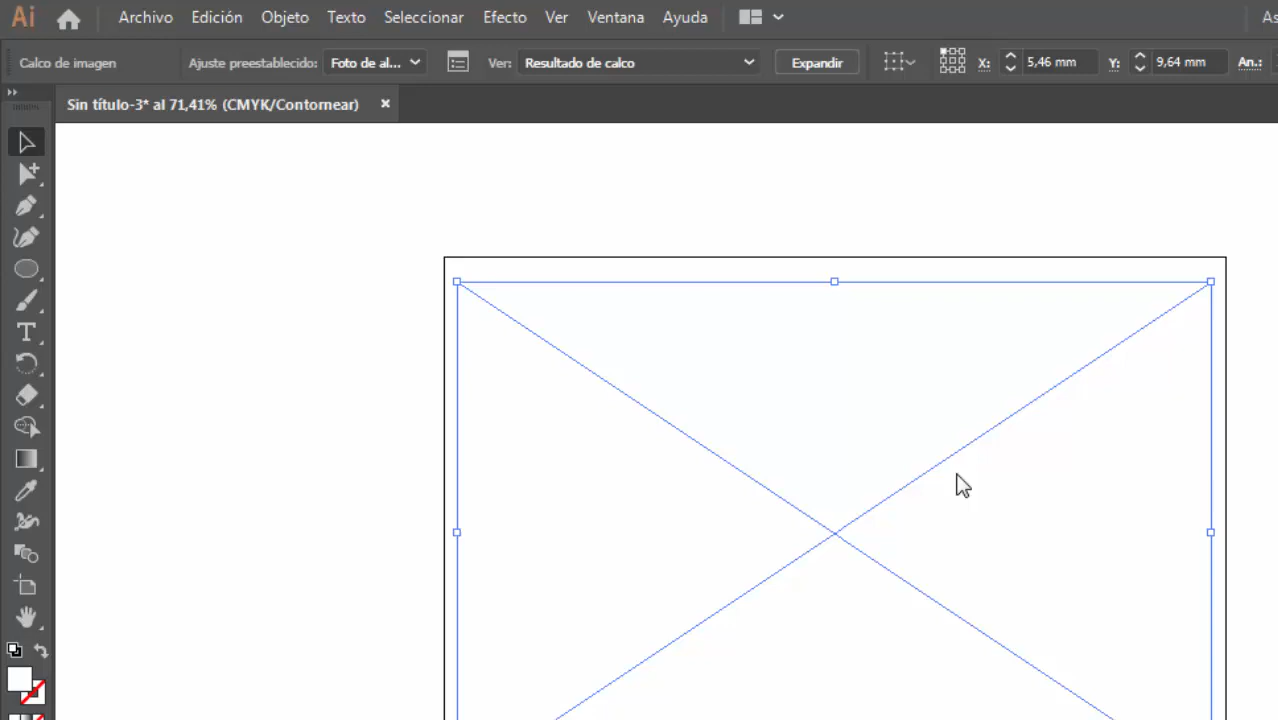 Ai Archivo Edición Objeto Texto Seleccionar Efecto Ver Ventana Ayuda As
Calco de imagen Ajuste preestablecido: Foto de al... Ver: Resultado de calco Expandir X: 5,46 mm Y: 9,64 mm An.:
Sin título-3* al 71,41% (CMYK/Contornear) ×
T